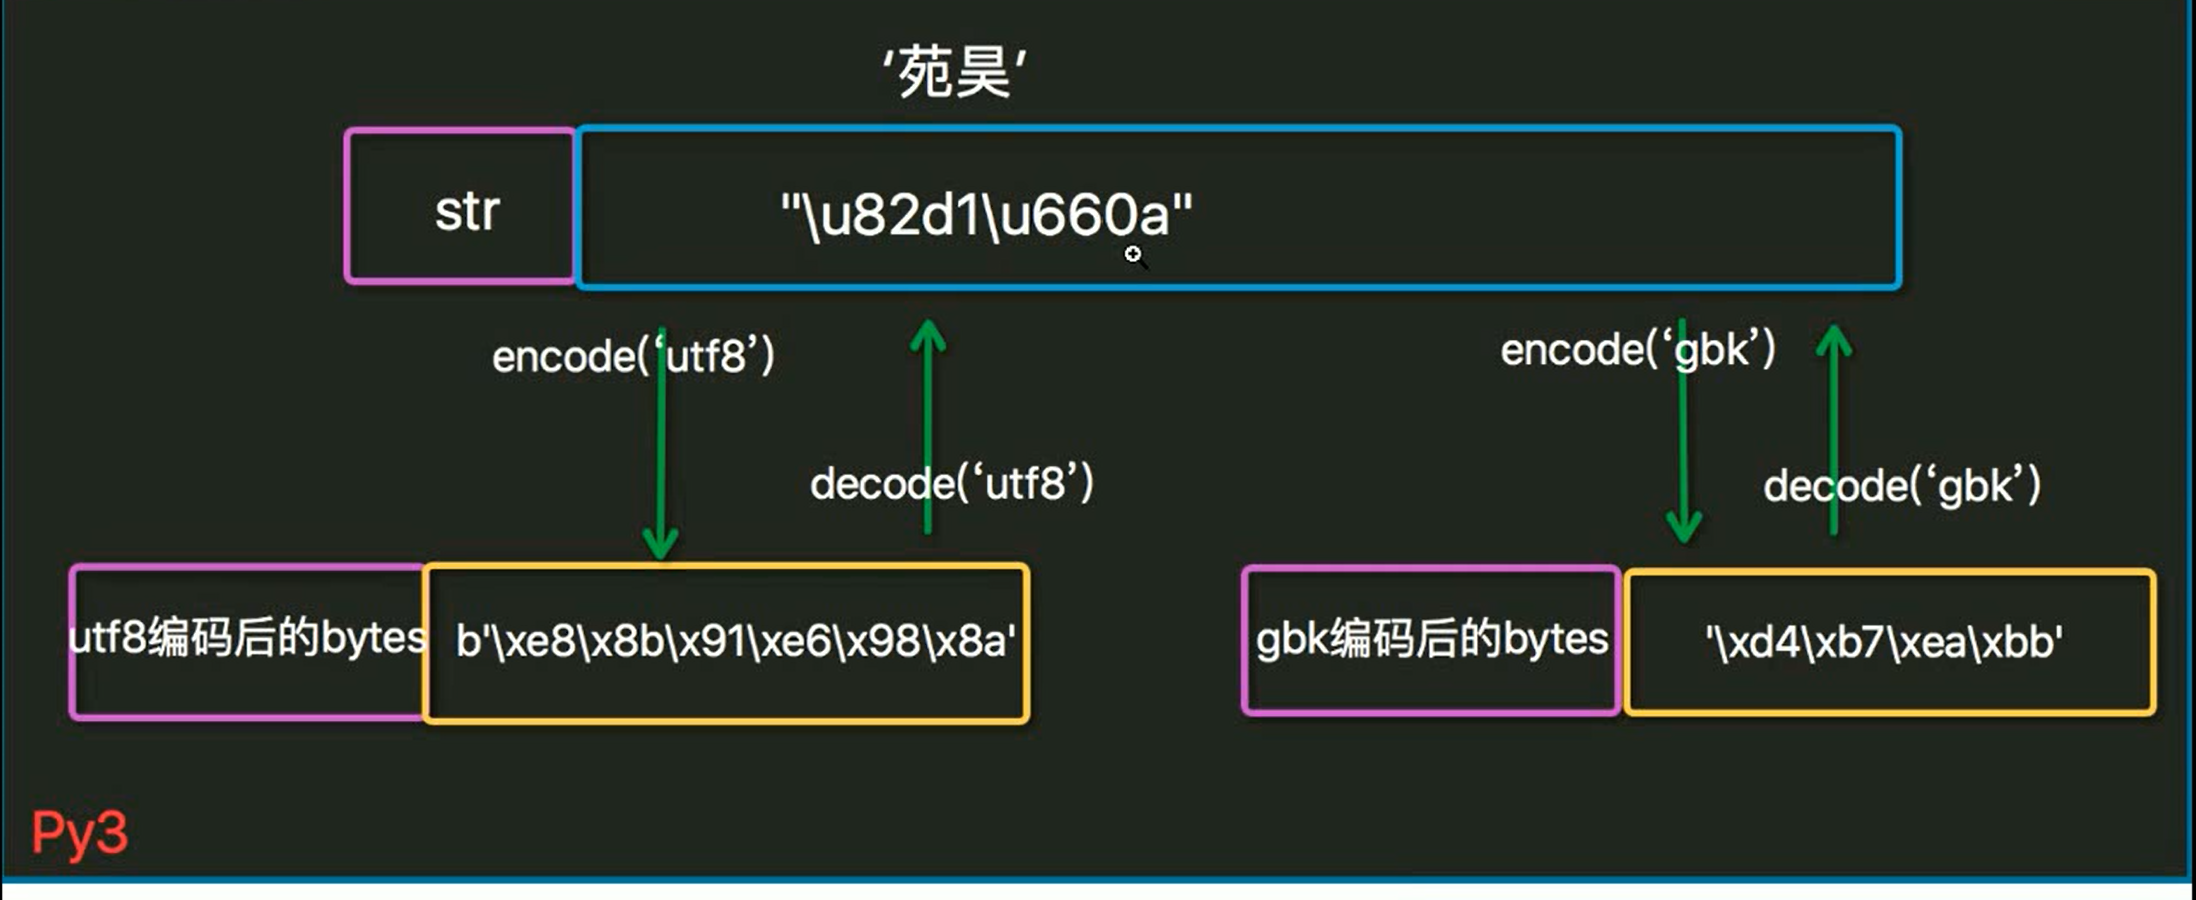 ‘苑昊’
str
"\u82d1\u660a"
encode(‘utf8’)
decode(‘utf8’)
encode(‘gbk’)
decode(‘gbk’)
utf8编码后的bytes
b'\xe8\x8b\x91\xe6\x98\x8a'
gbk编码后的bytes
'\xd4\xb7\xea\xbb'
Py3